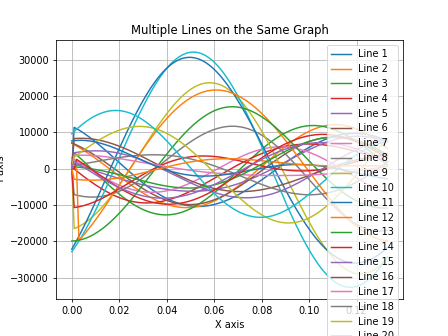 Multiple Lines on the Same Graph
30000
20000
10000
0
−10000
−20000
−30000
0.00
0.02
0.04
0.06
0.08
0.10
X axis
Line 1
Line 2
Line 3
Line 4
Line 5
Line 6
Line 7
Line 8
Line 9
Line 10
Line 11
Line 12
Line 13
Line 14
Line 15
Line 16
Line 17
Line 18
Line 19
Line 20